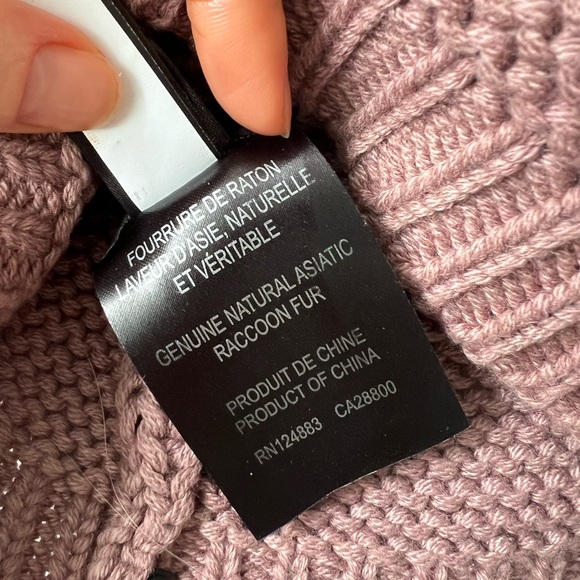 FOURRURE DE RATON
LAVEUR D'ASIE, NATURELLE
ET VÉRITABLE
GENUINE NATURAL ASIATIC
RACCOON FUR
PRODUIT DE CHINE
PRODUCT OF CHINA
RN124883 CA28800